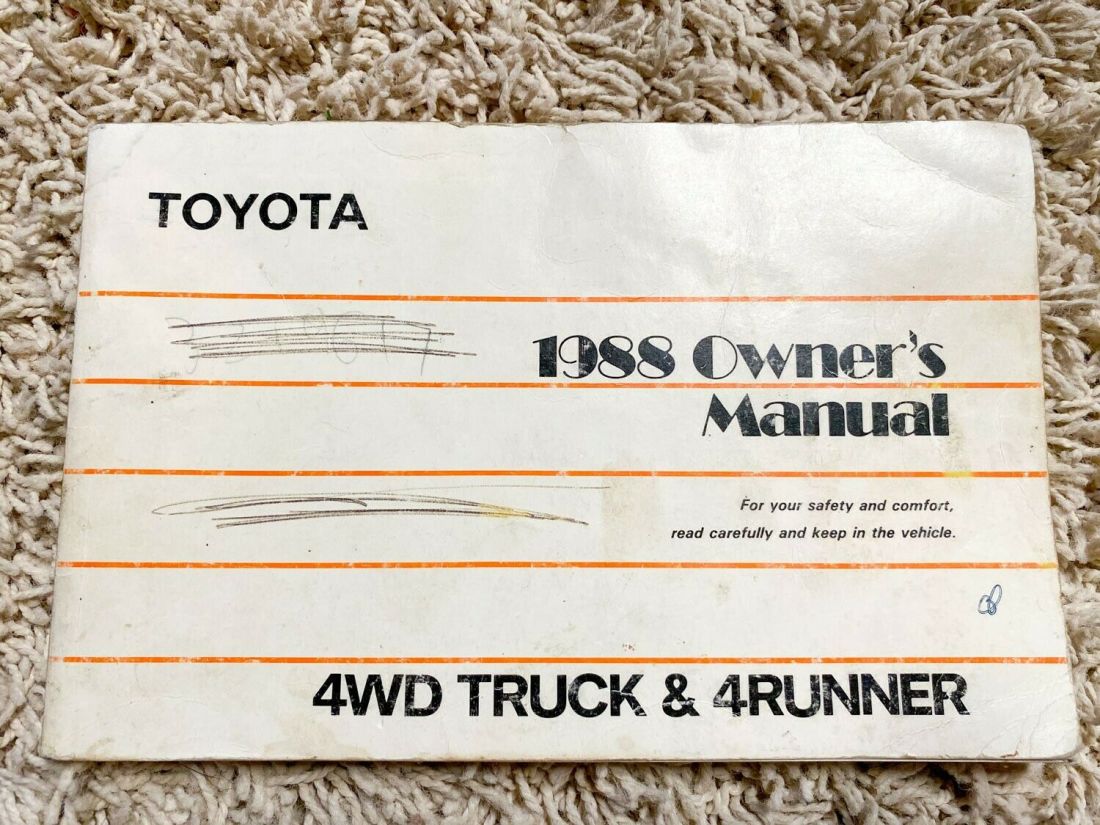 TOYOTA
1988 Owner's
Manual
For your safety and comfort,
read carefully and keep in the vehicle.
4WD TRUCK & 4RUNNER